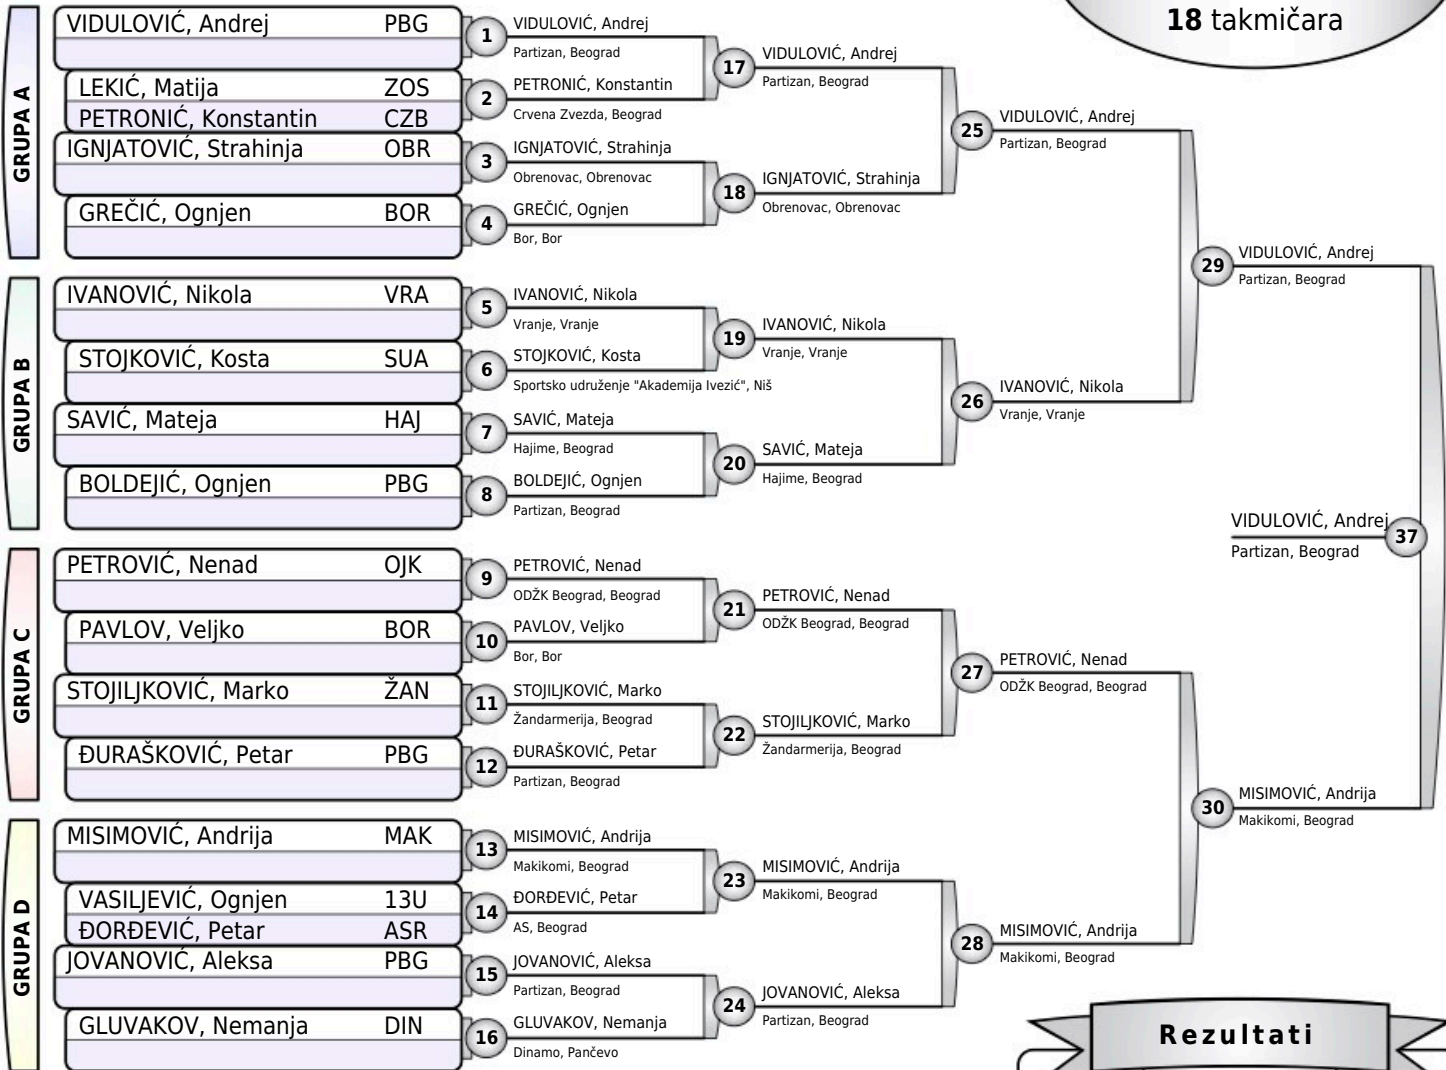 18 takmičara
GRUPA A
VIDULOVIĆ, Andrej PBG
LEKIĆ, Matija ZOS
PETRONIĆ, Konstantin CZB
IGNJATOVIĆ, Strahinja OBR
GREČIĆ, Ognjen BOR
GRUPA B
IVANOVIĆ, Nikola VRA
STOJKOVIĆ, Kosta SUA
SAVIĆ, Mateja HAJ
BOLDEJIĆ, Ognjen PBG
GRUPA C
PETROVIĆ, Nenad OJK
PAVLOV, Veljko BOR
STOJILJKOVIĆ, Marko ŽAN
ĐURAŠKOVIĆ, Petar PBG
GRUPA D
MISIMOVIĆ, Andrija MAK
VASILJEVIĆ, Ognjen 13U
ĐORĐEVIĆ, Petar ASR
JOVANOVIĆ, Aleksa PBG
GLUVAKOV, Nemanja DIN
1 VIDULOVIĆ, Andrej
Partizan, Beograd
2 PETRONIĆ, Konstantin
Crvena Zvezda, Beograd
3 IGNJATOVIĆ, Strahinja
Obrenovac, Obrenovac
4 GREČIĆ, Ognjen
Bor, Bor
5 IVANOVIĆ, Nikola
Vranje, Vranje
6 STOJKOVIĆ, Kosta
Sportsko udruženje "Akademija Ivezić", Niš
7 SAVIĆ, Mateja
Hajime, Beograd
8 BOLDEJIĆ, Ognjen
Partizan, Beograd
9 PETROVIĆ, Nenad
ODŽK Beograd, Beograd
10 PAVLOV, Veljko
Bor, Bor
11 STOJILJKOVIĆ, Marko
Žandarmerija, Beograd
12 ĐURAŠKOVIĆ, Petar
Partizan, Beograd
13 MISIMOVIĆ, Andrija
Makikomi, Beograd
14 ĐORĐEVIĆ, Petar
AS, Beograd
15 JOVANOVIĆ, Aleksa
Partizan, Beograd
16 GLUVAKOV, Nemanja
Dinamo, Pančevo
17 VIDULOVIĆ, Andrej
Partizan, Beograd
18 IGNJATOVIĆ, Strahinja
Obrenovac, Obrenovac
19 IVANOVIĆ, Nikola
Vranje, Vranje
20 SAVIĆ, Mateja
Hajime, Beograd
21 PETROVIĆ, Nenad
ODŽK Beograd, Beograd
22 STOJILJKOVIĆ, Marko
Žandarmerija, Beograd
23 MISIMOVIĆ, Andrija
Makikomi, Beograd
24 JOVANOVIĆ, Aleksa
Partizan, Beograd
25 VIDULOVIĆ, Andrej
Partizan, Beograd
26 IVANOVIĆ, Nikola
Vranje, Vranje
27 PETROVIĆ, Nenad
ODŽK Beograd, Beograd
28 MISIMOVIĆ, Andrija
Makikomi, Beograd
29 VIDULOVIĆ, Andrej
Partizan, Beograd
30 MISIMOVIĆ, Andrija
Makikomi, Beograd
VIDULOVIĆ, Andrej 37
Partizan, Beograd
Rezultati